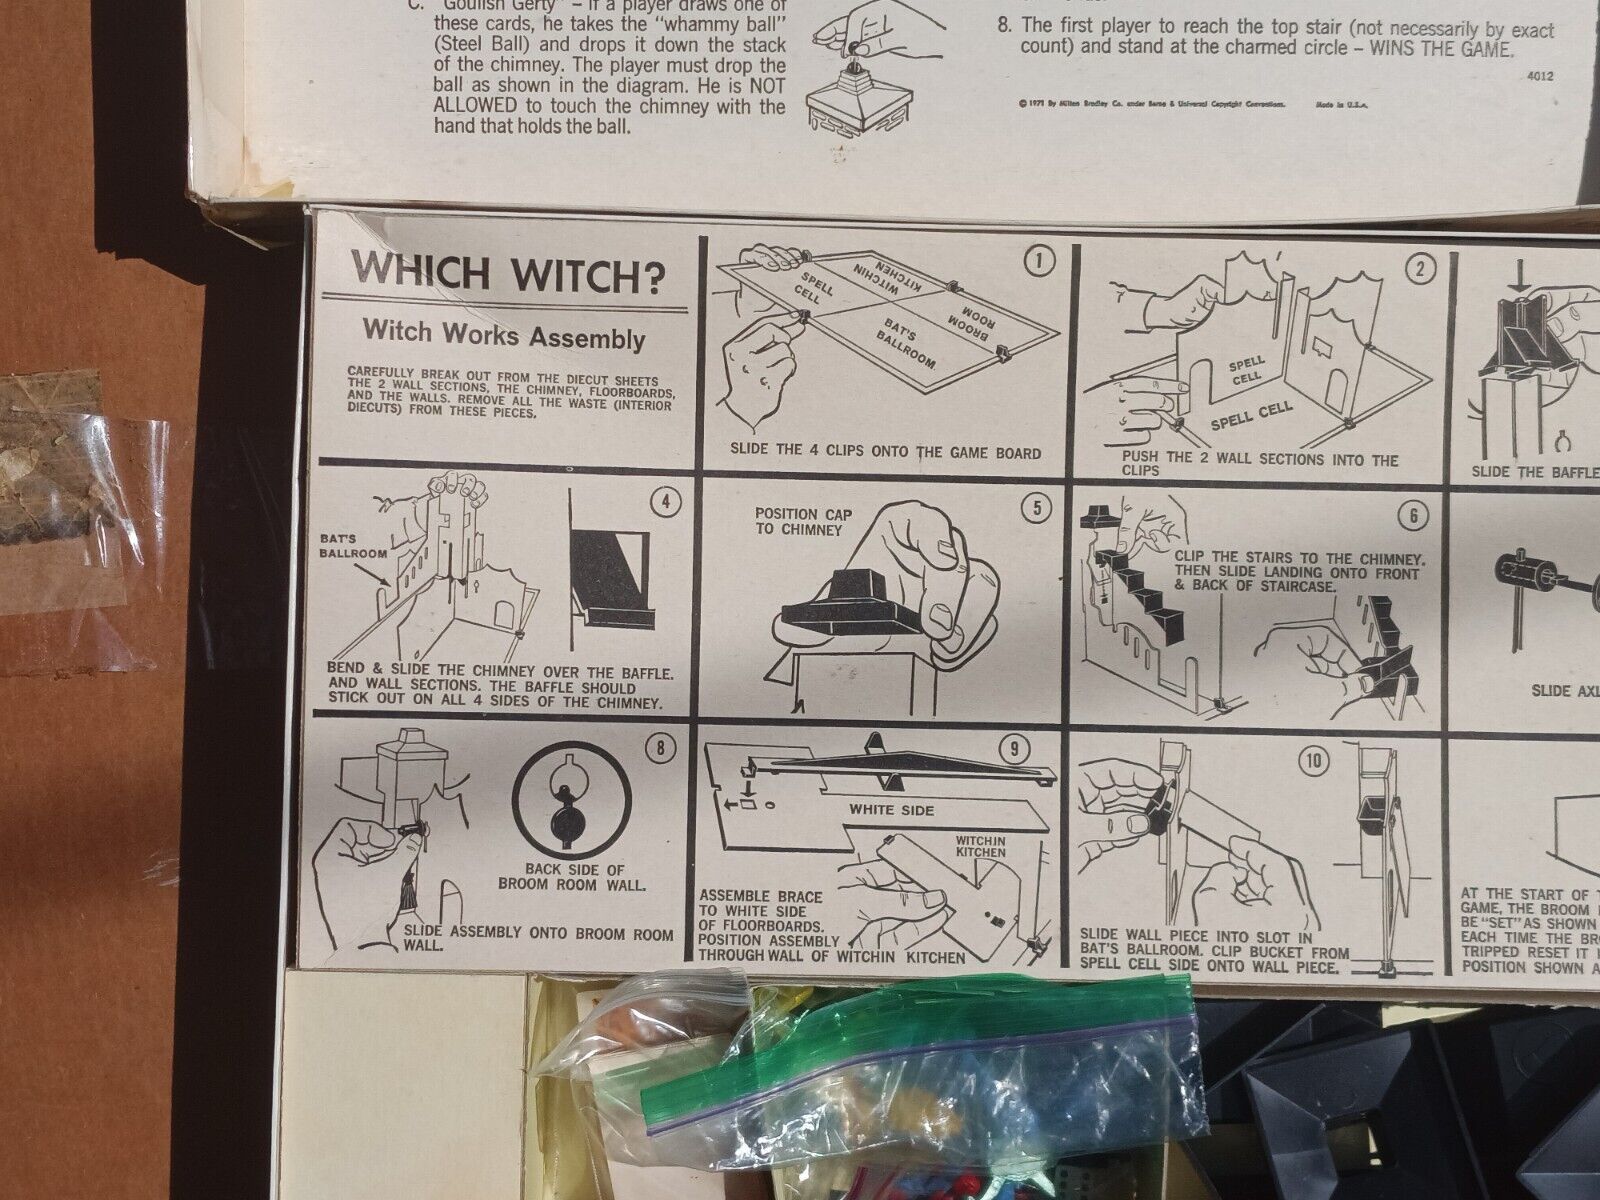 C. "Goulish Gerty" – If a player draws one of
these cards, he takes the "whammy ball"
(Steel Ball) and drops it down the stack
of the chimney. The player must drop the
ball as shown in the diagram. He is NOT
ALLOWED to touch the chimney with the
hand that holds the ball.
8. The first player to reach the top stair (not necessarily by exact
count) and stand at the charmed circle – WINS THE GAME.
4012
© 1971 By Milton Bradley Co. under Berne & Universal Copyright Conventions. Made in U.S.A.
WHICH WITCH?
Witch Works Assembly
CAREFULLY BREAK OUT FROM THE DIECUT SHEETS
THE 2 WALL SECTIONS, THE CHIMNEY, FLOORBOARDS,
AND THE WALLS. REMOVE ALL THE WASTE (INTERIOR
DIECUTS) FROM THESE PIECES.
1
SPELL
CELL
WITCHIN
KITCHEN
BROOM
ROOM
BAT'S
BALLROOM
SLIDE THE 4 CLIPS ONTO THE GAME BOARD
2
SPELL
CELL
SPELL CELL
PUSH THE 2 WALL SECTIONS INTO THE
CLIPS
SLIDE THE BAFFLE
4
BAT'S
BALLROOM
BEND & SLIDE THE CHIMNEY OVER THE BAFFLE.
AND WALL SECTIONS. THE BAFFLE SHOULD
STICK OUT ON ALL 4 SIDES OF THE CHIMNEY.
5
POSITION CAP
TO CHIMNEY
6
CLIP THE STAIRS TO THE CHIMNEY.
THEN SLIDE LANDING ONTO FRONT
& BACK OF STAIRCASE.
SLIDE AXL
8
BACK SIDE OF
BROOM ROOM WALL.
SLIDE ASSEMBLY ONTO BROOM ROOM
WALL.
9
WHITE SIDE
WITCHIN
KITCHEN
ASSEMBLE BRACE
TO WHITE SIDE
OF FLOORBOARDS.
POSITION ASSEMBLY
THROUGH WALL OF WITCHIN KITCHEN
10
SLIDE WALL PIECE INTO SLOT IN
BAT'S BALLROOM. CLIP BUCKET FROM
SPELL CELL SIDE ONTO WALL PIECE.
AT THE START OF
GAME, THE BROOM
BE "SET" AS SHOWN
EACH TIME THE BR
TRIPPED RESET IT
POSITION SHOWN A